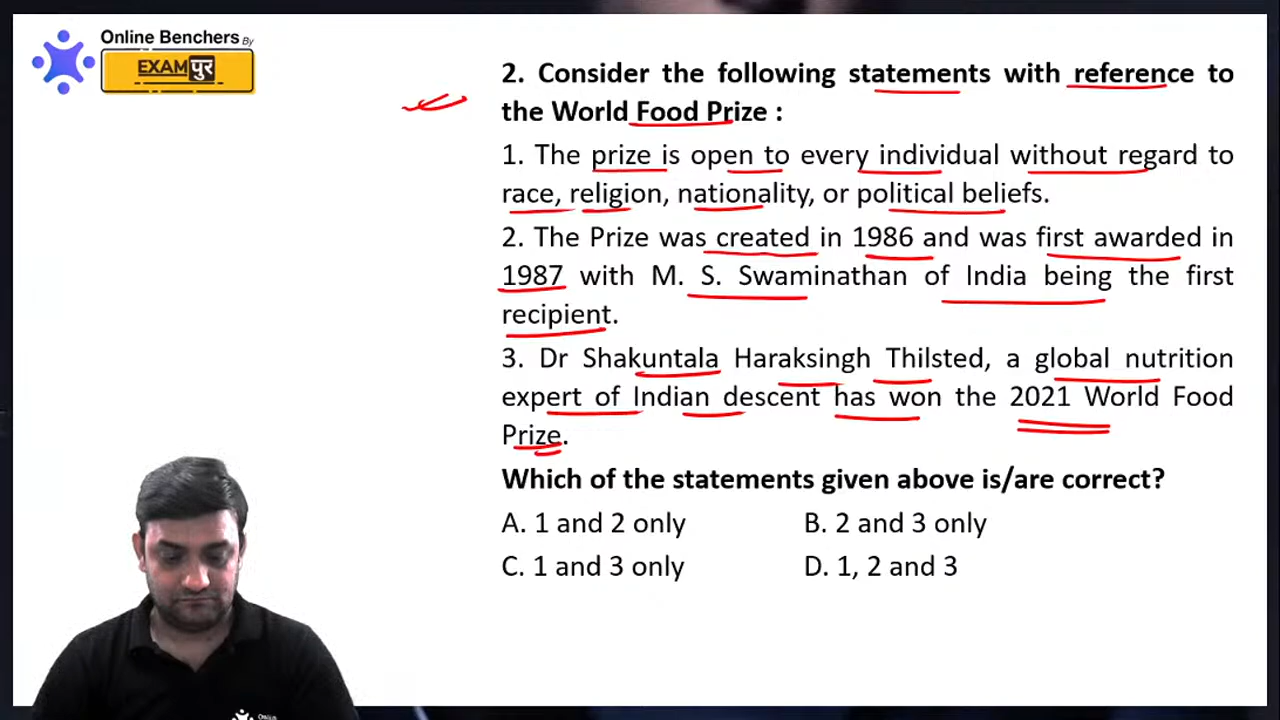 Online Benchers By
EXAMपुर
2. Consider the following statements with reference to
the World Food Prize :
1. The prize is open to every individual without regard to
race, religion, nationality, or political beliefs.
2. The Prize was created in 1986 and was first awarded in
1987 with M. S. Swaminathan of India being the first
recipient.
3. Dr Shakuntala Haraksingh Thilsted, a global nutrition
expert of Indian descent has won the 2021 World Food
Prize.
Which of the statements given above is/are correct?
A. 1 and 2 only B. 2 and 3 only
C. 1 and 3 only D. 1, 2 and 3